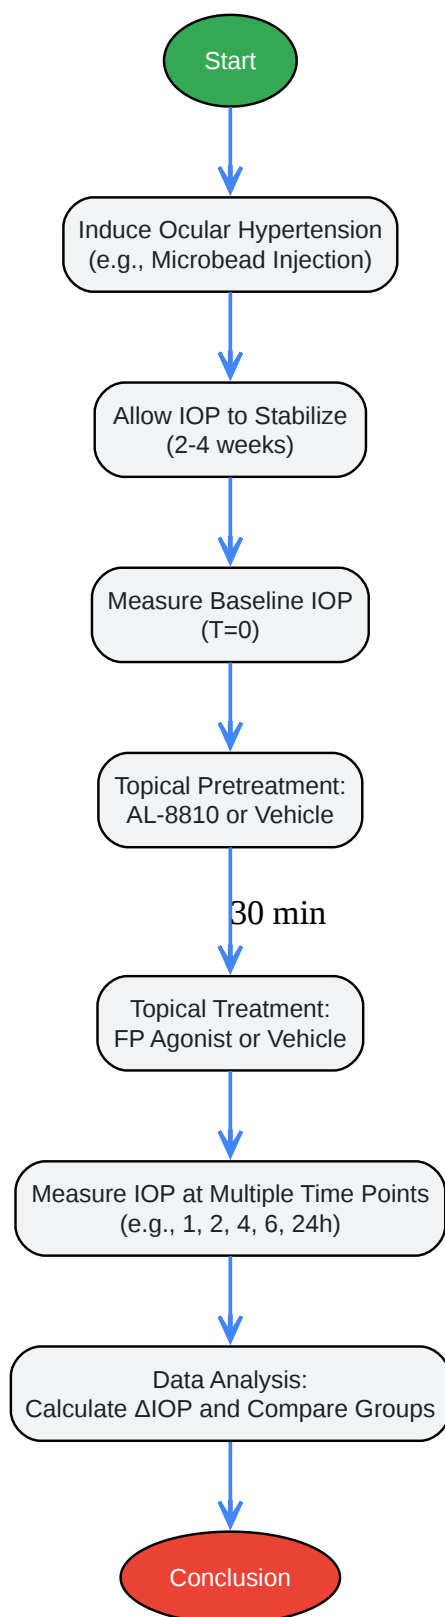 Start
Induce Ocular Hypertension
(e.g., Microbead Injection)
Allow IOP to Stabilize
(2-4 weeks)
Measure Baseline IOP
(T=0)
Topical Pretreatment:
AL-8810 or Vehicle
30 min
Topical Treatment:
FP Agonist or Vehicle
Measure IOP at Multiple Time Points
(e.g., 1, 2, 4, 6, 24h)
Data Analysis:
Calculate ΔIOP and Compare Groups
Conclusion